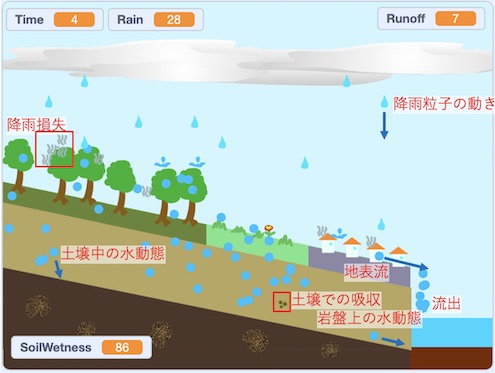 Time 4 Rain 28 Runoff 7
降雨粒子の動き
降雨損失
土壌中の水動態
地表流
土壌での吸収
流出
岩盤上の水動態
SoilWetness 86